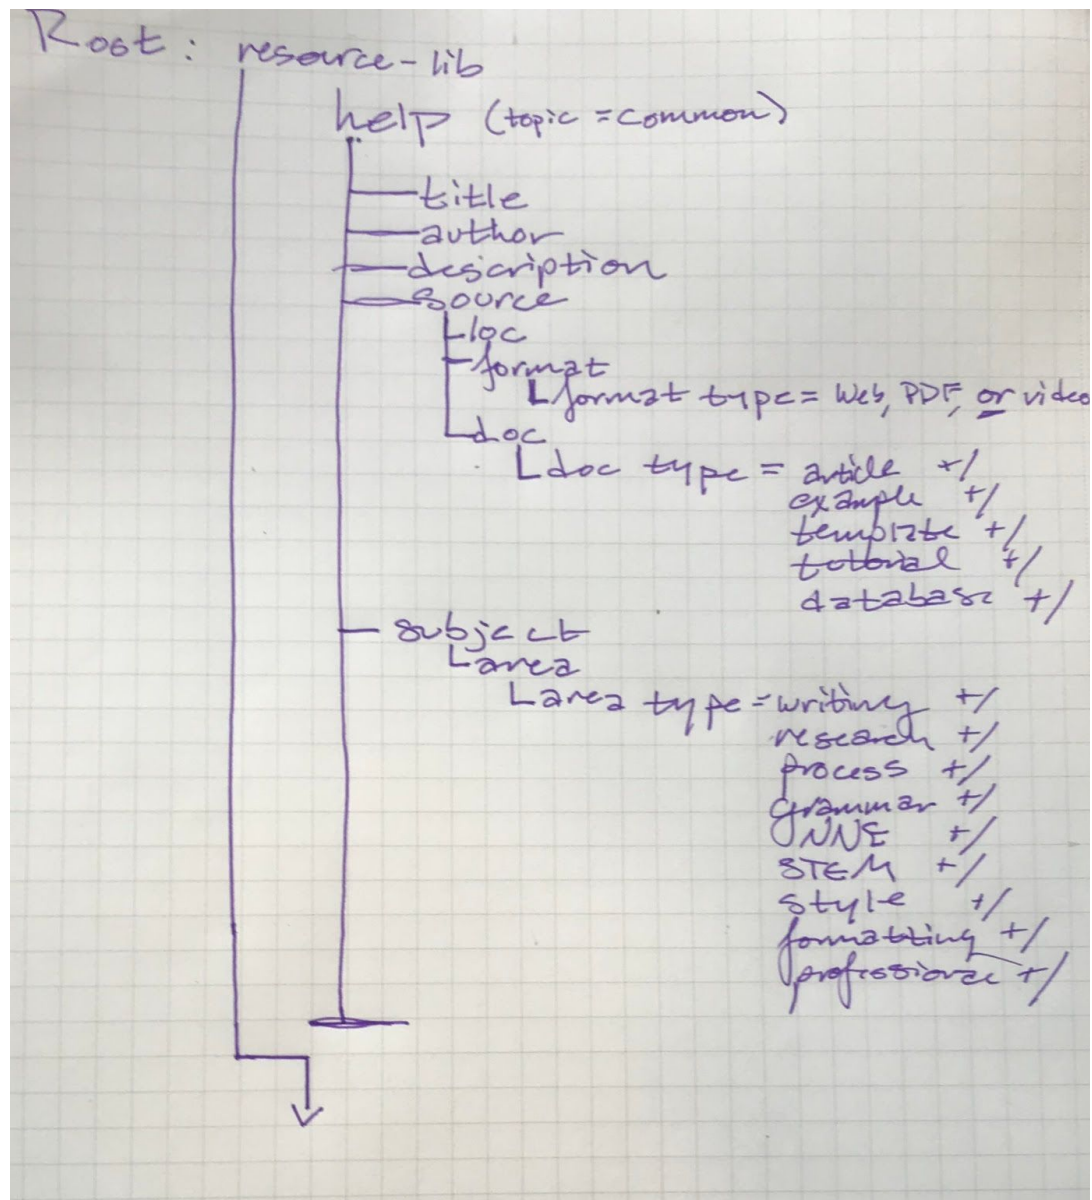 Root: resource-lib
help (topic = common)
title
author
description
source
loc
format
format type = Web, PDF, or video
doc
doc type = article +/
example +/
template +/
tutorial +/
database +/
subject
area
area type = writing +/
research +/
process +/
grammar +/
NNE +/
STEM +/
style +/
formatting +/
professional +/